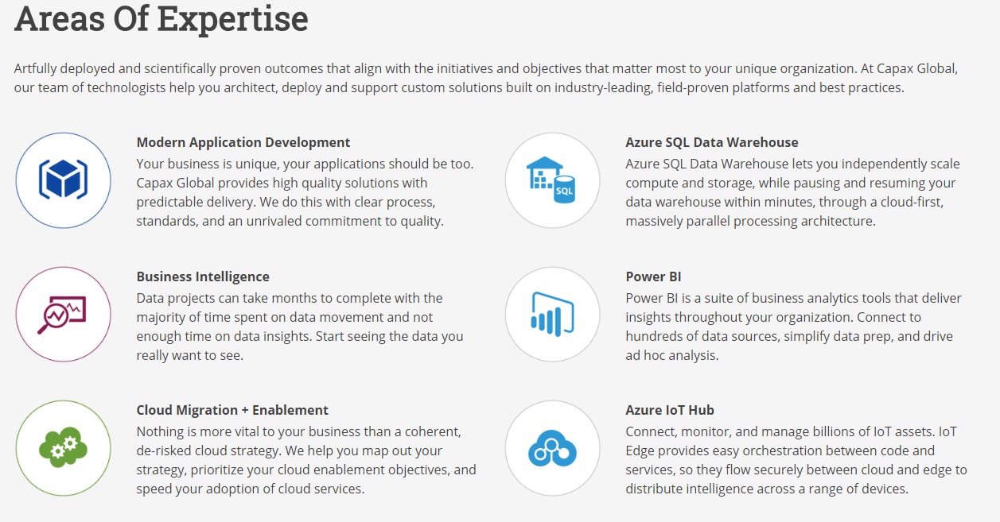 Areas Of Expertise
Artfully deployed and scientifically proven outcomes that align with the initiatives and objectives that matter most to your unique organization. At Capax Global,
our team of technologists help you architect, deploy and support custom solutions built on industry-leading, field-proven platforms and best practices.
Modern Application Development
Your business is unique, your applications should be too.
Capax Global provides high quality solutions with
predictable delivery. We do this with clear process,
standards, and an unrivaled commitment to quality.
SQL
Azure SQL Data Warehouse
Azure SQL Data Warehouse lets you independently scale
compute and storage, while pausing and resuming your
data warehouse within minutes, through a cloud-first,
massively parallel processing architecture.
Business Intelligence
Data projects can take months to complete with the
majority of time spent on data movement and not
enough time on data insights. Start seeing the data you
really want to see.
Power BI
Power BI is a suite of business analytics tools that deliver
insights throughout your organization. Connect to
hundreds of data sources, simplify data prep, and drive
ad hoc analysis.
Cloud Migration + Enablement
Nothing is more vital to your business than a coherent,
de-risked cloud strategy. We help you map out your
strategy, prioritize your cloud enablement objectives, and
speed your adoption of cloud services.
Azure IoT Hub
Connect, monitor, and manage billions of IoT assets. IoT
Edge provides easy orchestration between code and
services, so they flow securely between cloud and edge to
distribute intelligence across a range of devices.